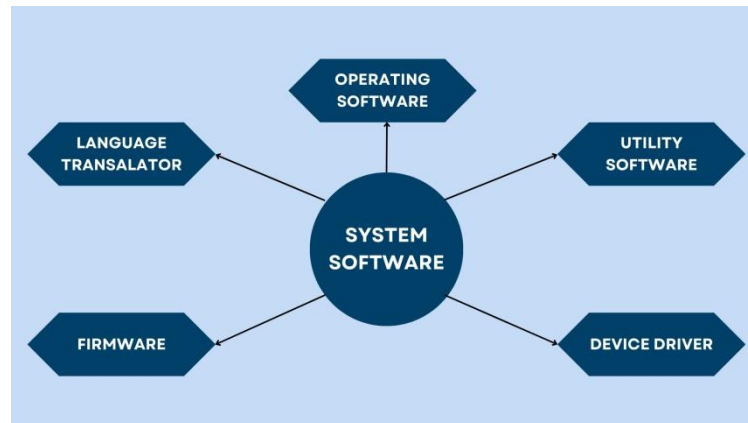 OPERATING
SOFTWARE
LANGUAGE
TRANSALATOR
UTILITY
SOFTWARE
SYSTEM
SOFTWARE
FIRMWARE
DEVICE DRIVER